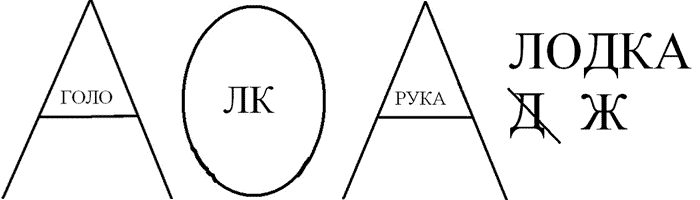 А ГОЛО О ЛК А РУКА ЛОДКА
Д Ж